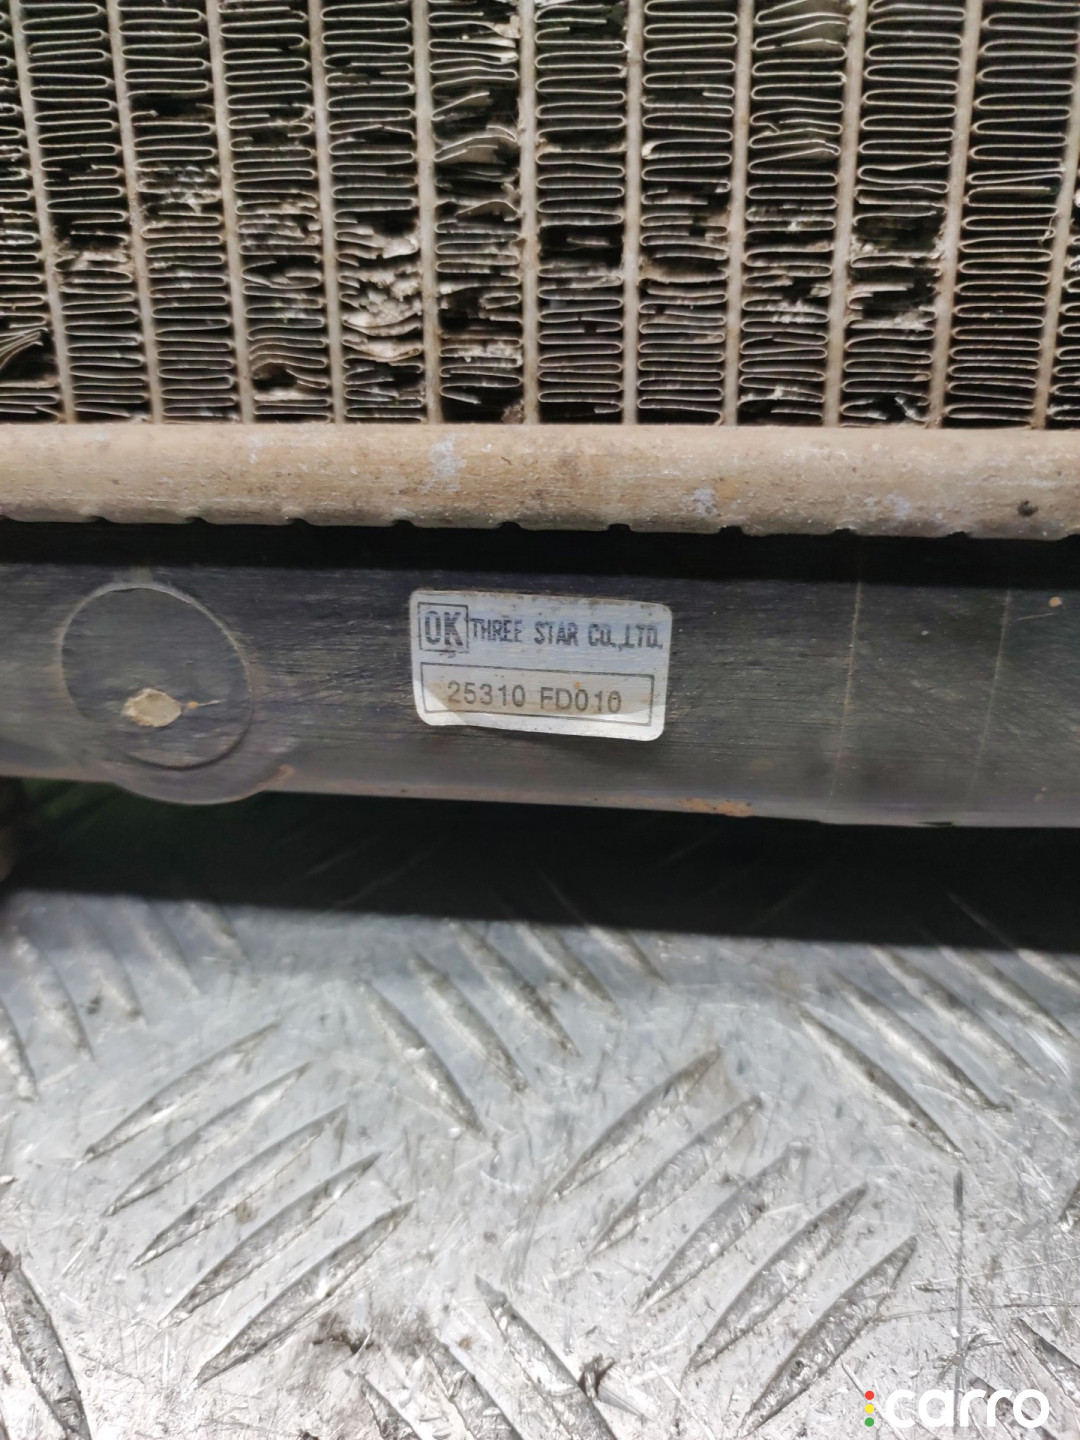 OK THREE STAR CO.,LTD.
25310 FD010
carro